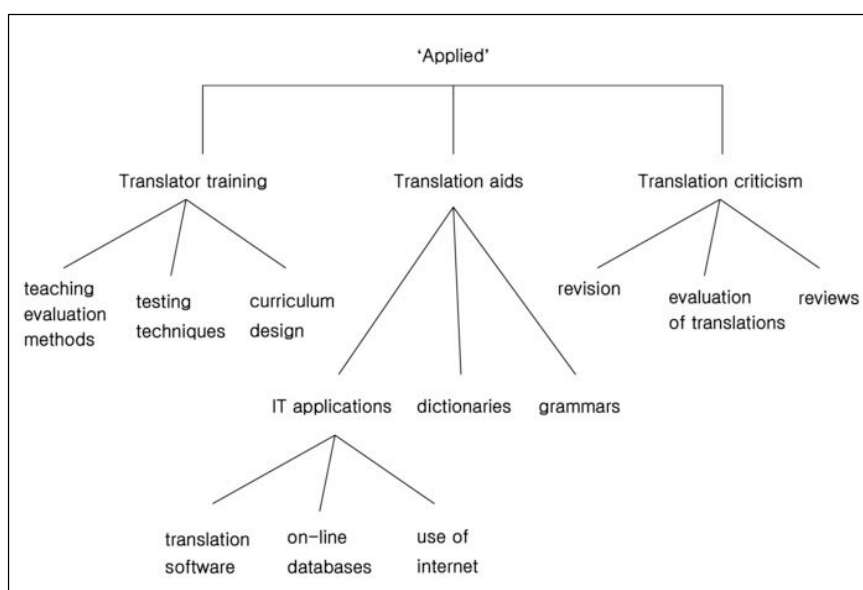 ‘Applied’
Translator training
Translation aids
Translation criticism
teaching
evaluation
methods
testing
techniques
curriculum
design
revision
evaluation
of translations
reviews
IT applications
dictionaries
grammars
translation
software
on-line
databases
use of
internet